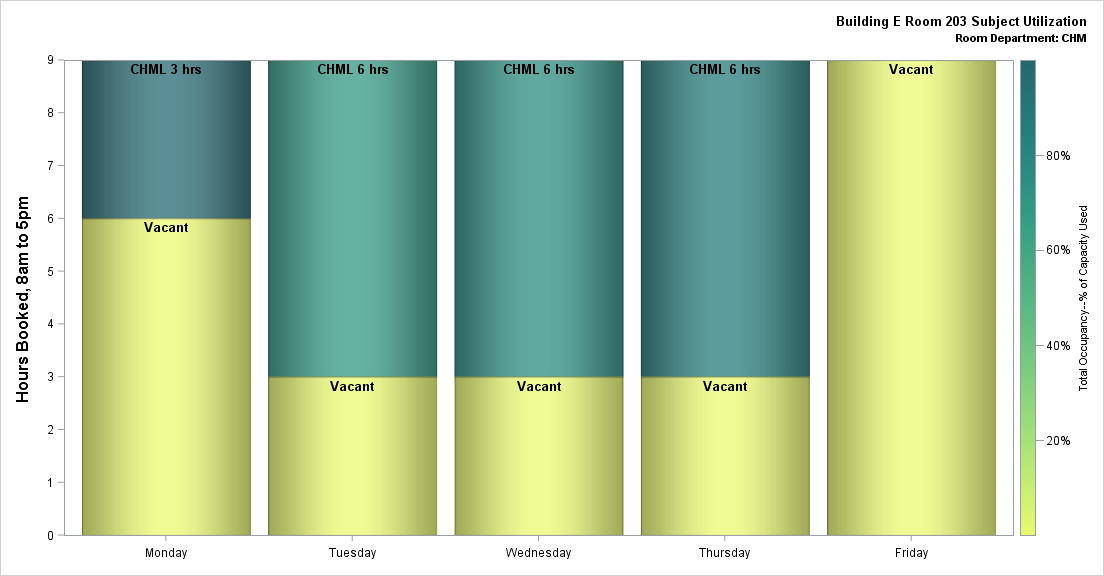 Building E Room 203 Subject Utilization
Room Department: CHM
Hours Booked, 8am to 5pm
9
8
7
6
5
4
3
2
1
0
CHML 3 hrs
CHML 6 hrs
CHML 6 hrs
CHML 6 hrs
Vacant
Vacant
Vacant
Vacant
Vacant
Monday
Tuesday
Wednesday
Thursday
Friday
80%
60%
40%
20%
Total Occupancy--% of Capacity Used